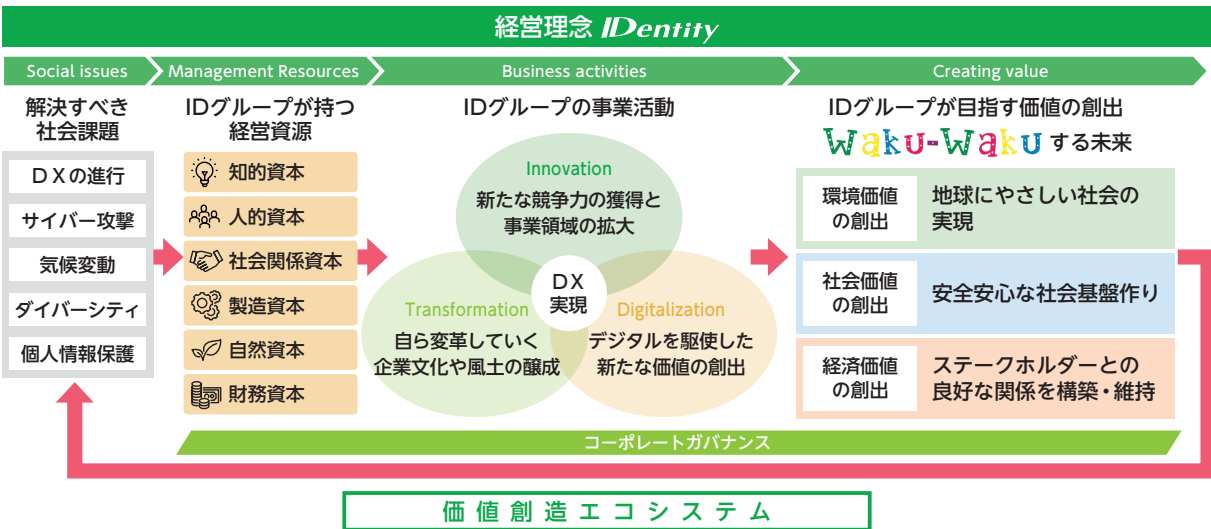 経営理念 IDentity
Social issues
Management Resources
Business activities
Creating value
解決すべき
社会課題
DXの進行
サイバー攻撃
気候変動
ダイバーシティ
個人情報保護
IDグループが持つ
経営資源
知的資本
人的資本
社会関係資本
製造資本
自然資本
財務資本
IDグループの事業活動
Innovation
新たな競争力の獲得と
事業領域の拡大
DX
実現
Transformation
自ら変革していく
企業文化や風土の醸成
Digitalization
デジタルを駆使した
新たな価値の創出
IDグループが目指す価値の創出
Waku-Waku する未来
環境価値
の創出
地球にやさしい社会の
実現
社会価値
の創出
安全安心な社会基盤作り
経済価値
の創出
ステークホルダーとの
良好な関係を構築・維持
コーポレートガバナンス
価値創造エコシステム